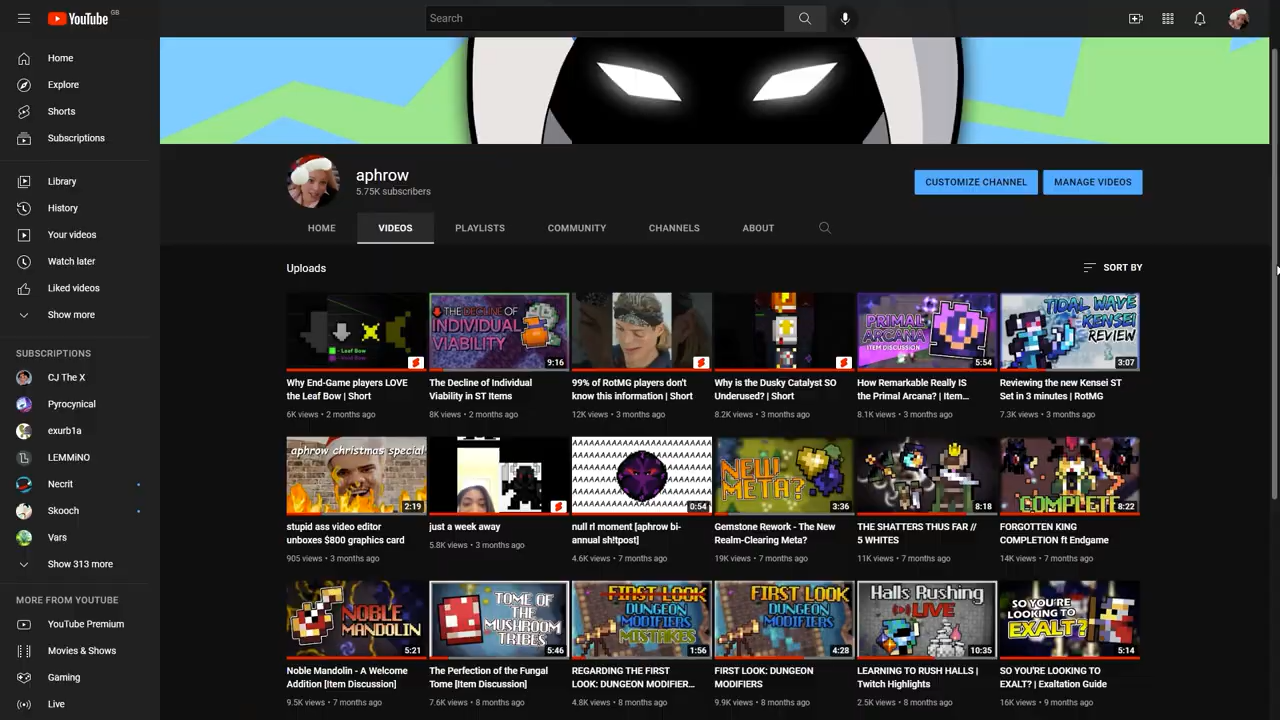 YouTube GB
Search
Home
Explore
Shorts
Subscriptions
Library
History
Your videos
Watch later
Liked videos
Show more
SUBSCRIPTIONS
CJ The X
Pyrocynical
exurb1a
LEMMiNO
Necrit
Skooch
Vars
Show 313 more
MORE FROM YOUTUBE
YouTube Premium
Movies & Shows
Gaming
Live
aphrow
5.75K subscribers
CUSTOMIZE CHANNEL
MANAGE VIDEOS
HOME
VIDEOS
PLAYLISTS
COMMUNITY
CHANNELS
ABOUT
Uploads
SORT BY
- Leaf Bow
Why End-Game players LOVE
the Leaf Bow | Short
6K views • 2 months ago
THE DECLINE OF
INDIVIDUAL
VIABILITY
9:16
The Decline of Individual
Viability in ST Items
8K views • 2 months ago
99% of RotMG players don't
know this information | Short
12K views • 3 months ago
Why is the Dusky Catalyst SO
Underused? | Short
8.2K views • 3 months ago
PRIMAL
ARCANA
ITEM DISCUSSION
5:54
How Remarkable Really IS
the Primal Arcana? | Item...
8.1K views • 3 months ago
TIDAL WAVE
KENSEI
REVIEW
3:07
Reviewing the new Kensei ST
Set in 3 minutes | RotMG
7.3K views • 3 months ago
aphrow christmas special
2:19
stupid ass video editor
unboxes $800 graphics card
905 views • 3 months ago
just a week away
5.8K views • 3 months ago
0:54
null rl moment [aphrow bi-
annual sh!tpost]
4.6K views • 7 months ago
NEW
META?
3:36
Gemstone Rework - The New
Realm-Clearing Meta?
19K views • 7 months ago
8:18
THE SHATTERS THUS FAR //
5 WHITES
11K views • 7 months ago
COMPLETE
8:22
FORGOTTEN KING
COMPLETION ft Endgame
14K views • 7 months ago
NOBLE
MANDOLIN
5:21
Noble Mandolin - A Welcome
Addition [Item Discussion]
9.5K views • 7 months ago
TOME OF
THE
MUSHROOM
TRIBES
5:46
The Perfection of the Fungal
Tome [Item Discussion]
7.6K views • 8 months ago
FIRST LOOK
DUNGEON
MODIFIERS
MISTAKES
1:56
REGARDING THE FIRST
LOOK: DUNGEON MODIFIER...
4.8K views • 8 months ago
FIRST LOOK
DUNGEON
MODIFIERS
4:28
FIRST LOOK: DUNGEON
MODIFIERS
9.9K views • 8 months ago
Halls Rushing
LIVE
10:35
LEARNING TO RUSH HALLS |
Twitch Highlights
2.5K views • 8 months ago
SO YOU'RE
LOOKING TO
EXALT?
5:14
SO YOU'RE LOOKING TO
EXALT? | Exaltation Guide
16K views • 9 months ago